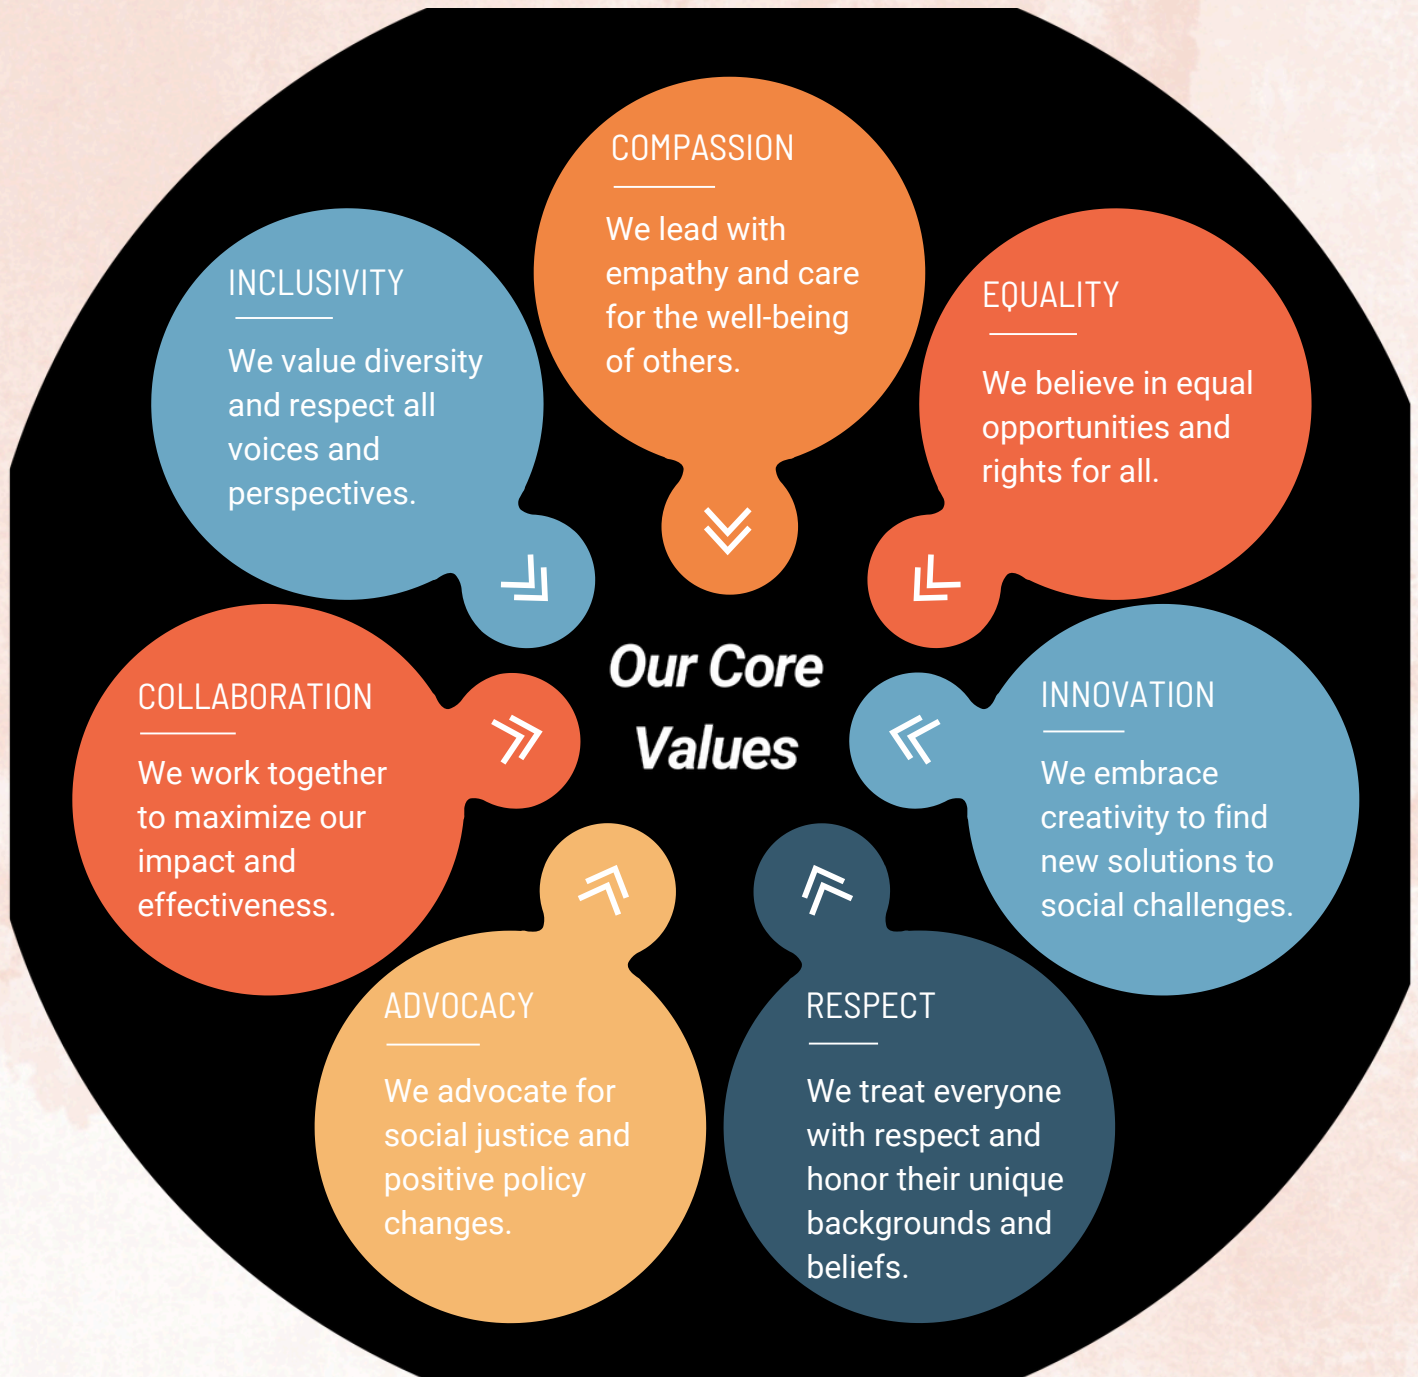 COMPASSION
We lead with
empathy and care
for the well-being
of others.
EQUALITY
We believe in equal
opportunities and
rights for all.
INNOVATION
We embrace
creativity to find
new solutions to
social challenges.
RESPECT
We treat everyone
with respect and
honor their unique
backgrounds and
beliefs.
ADVOCACY
We advocate for
social justice and
positive policy
changes.
COLLABORATION
We work together
to maximize our
impact and
effectiveness.
INCLUSIVITY
We value diversity
and respect all
voices and
perspectives.
Our Core
Values